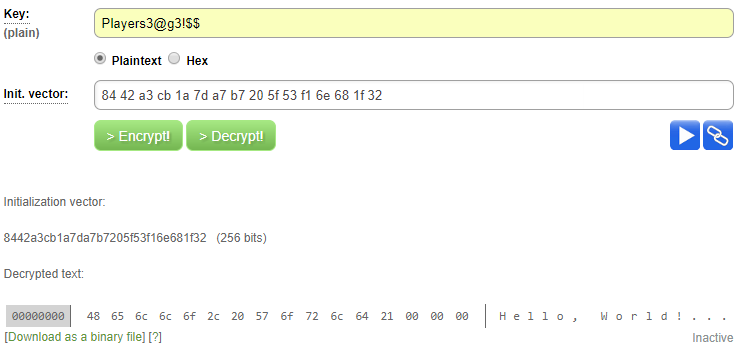 Key:
(plain)
Players3@g3!$$
Plaintext Hex
Init. vector:
84 42 a3 cb 1a 7d a7 b7 20 5f 53 f1 6e 68 1f 32
> Encrypt! > Decrypt!
Initialization vector:
8442a3cb1a7da7b7205f53f16e681f32 (256 bits)
Decrypted text:
00000000 48 65 6c 6c 6f 2c 20 57 6f 72 6c 64 21 00 00 00 H e l l o , W o r l d ! . . .
[Download as a binary file] [?]
Inactive